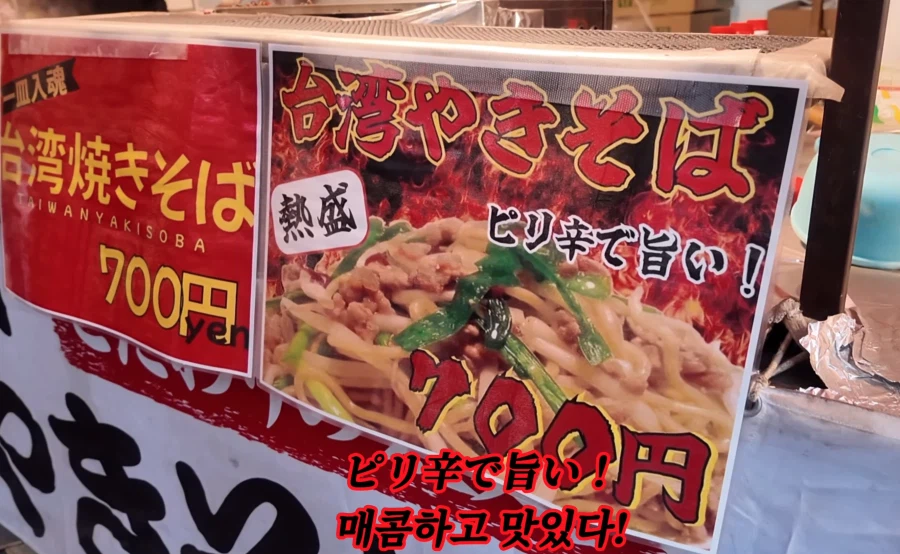 一皿入魂
台湾焼きそば
TAIWANYAKISOBA
700円
yen
台湾やきそば
熱盛
ピリ辛で旨い！
700円
ピリ辛で旨い！
매콤하고 맛있다!